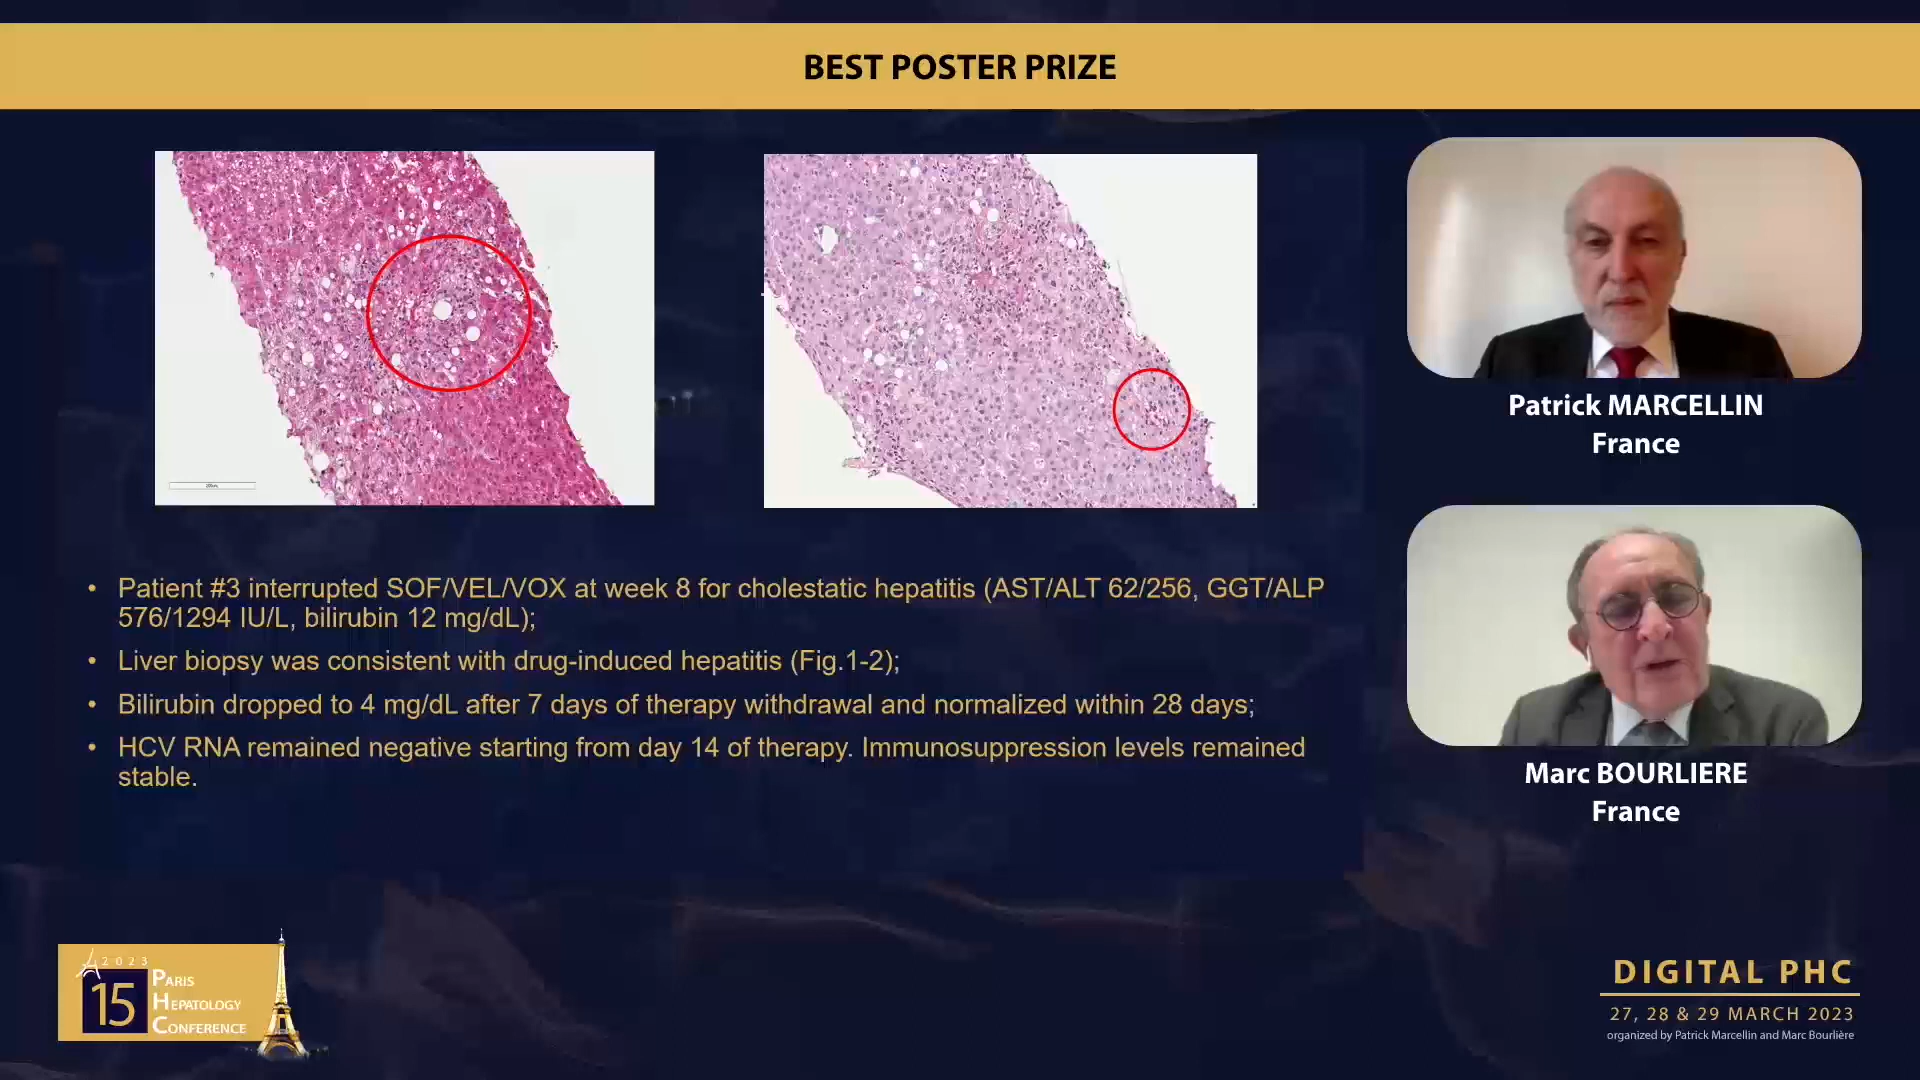 BEST POSTER PRIZE
Patrick MARCELLIN
France
• Patient #3 interrupted SOF/VEL/VOX at week 8 for cholestatic hepatitis (AST/ALT 62/256, GGT/ALP
576/1294 IU/L, bilirubin 12 mg/dL);
• Liver biopsy was consistent with drug-induced hepatitis (Fig.1-2);
• Bilirubin dropped to 4 mg/dL after 7 days of therapy withdrawal and normalized within 28 days;
• HCV RNA remained negative starting from day 14 of therapy. Immunosuppression levels remained
stable.
Marc BOURLIERE
France
2023
15
PARIS
HEPATOLOGY
CONFERENCE
DIGITAL PHC
27, 28 & 29 MARCH 2023
organized by Patrick Marcellin and Marc Bourlière